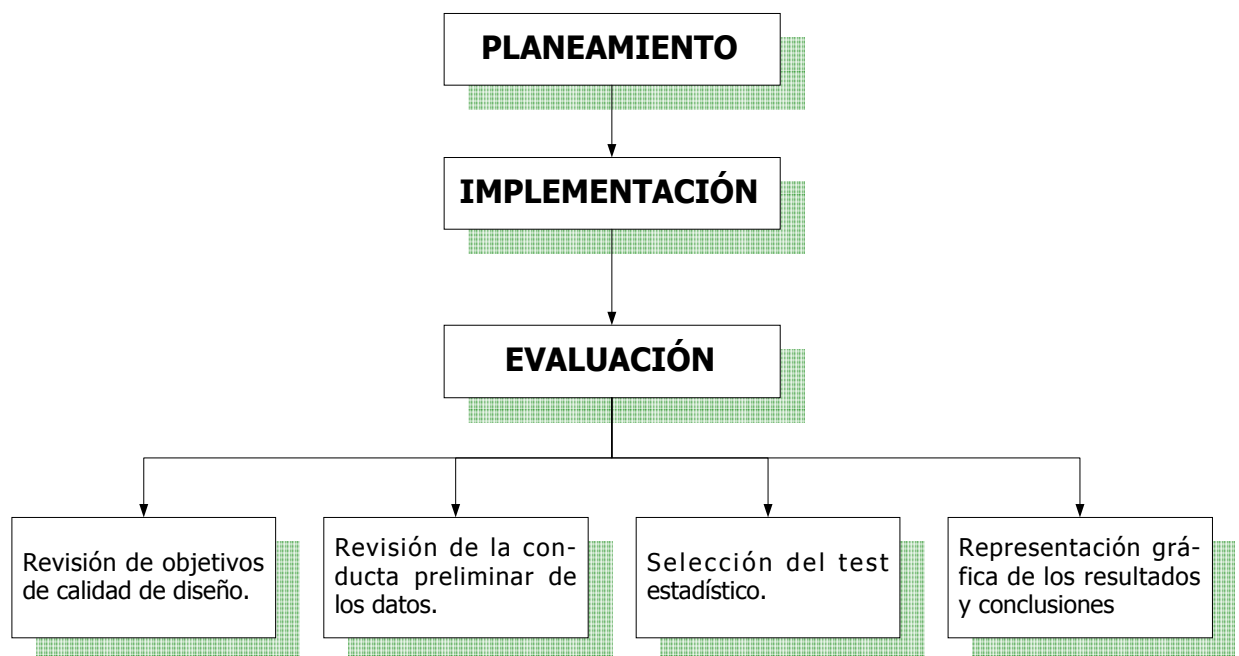 PLANEAMIENTO
IMPLEMENTACIÓN
EVALUACIÓN
Revisión de objetivos
de calidad de diseño.
Revisión de la con-
ducta preliminar de
los datos.
Selección del test
estadístico.
Representación grá-
fica de los resultados
y conclusiones